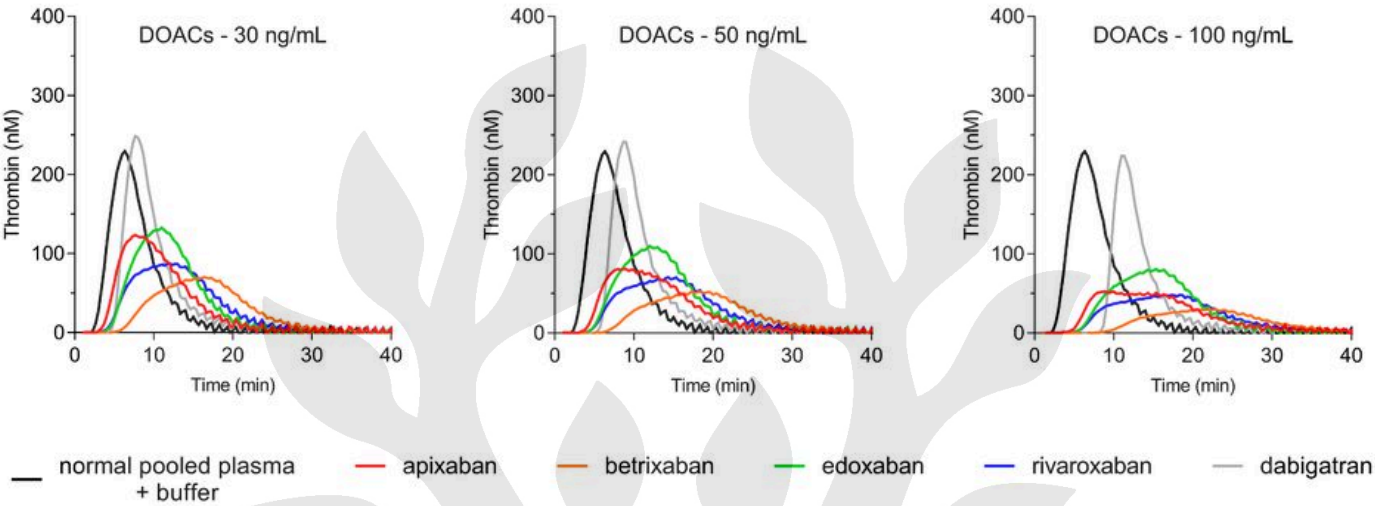 DOACs - 30 ng/mL
400
300
200
100
0
Thrombin (nM)
0 10 20 30 40
Time (min)
DOACs - 50 ng/mL
400
300
200
100
0
Thrombin (nM)
0 10 20 30 40
Time (min)
DOACs - 100 ng/mL
400
300
200
100
0
Thrombin (nM)
0 10 20 30 40
Time (min)
normal pooled plasma
+ buffer
apixaban
betrixaban
edoxaban
rivaroxaban
dabigatran